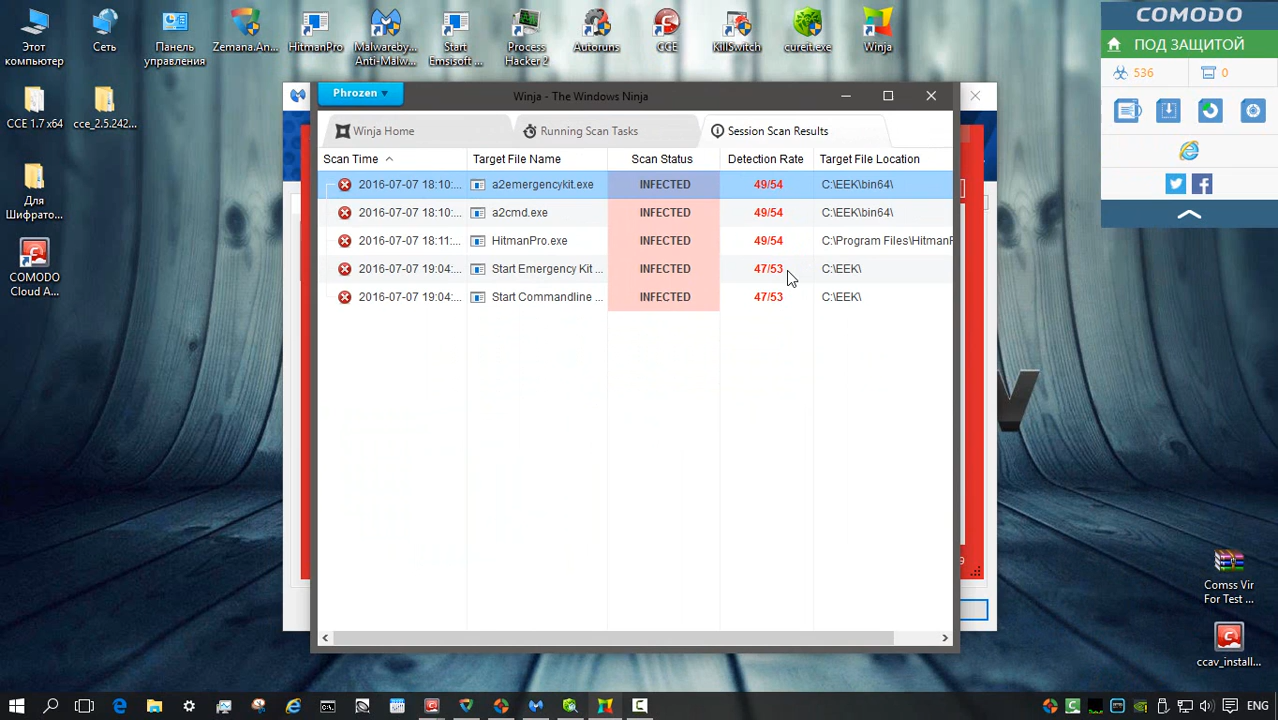 Этот
компьютер
Сеть
Панель
управления
Zemana.An...
HitmanPro
Malwareby...
Anti-Malw...
Start
Emsisoft ...
Process
Hacker 2
Autoruns
CCE
KillSwitch
cureit.exe
Winja
COMODO
ПОД ЗАЩИТОЙ
536
0
CCE 1.7 x64
cce_2.5.242...
Для
Шифрато...
COMODO
Cloud A...
Phrozen
Winja - The Windows Ninja
Winja Home
Running Scan Tasks
Session Scan Results
Scan Time Target File Name Scan Status Detection Rate Target File Location
2016-07-07 18:10:... a2emergencykit.exe INFECTED 49/54 C:\EEK\bin64\
2016-07-07 18:10:... a2cmd.exe INFECTED 49/54 C:\EEK\bin64\
2016-07-07 18:11:... HitmanPro.exe INFECTED 49/54 C:\Program Files\HitmanF
2016-07-07 19:04:... Start Emergency Kit ... INFECTED 47/53 C:\EEK\
2016-07-07 19:04:... Start Commandline ... INFECTED 47/53 C:\EEK\
Comss Vir
For Test ...
ccav_install...
ENG